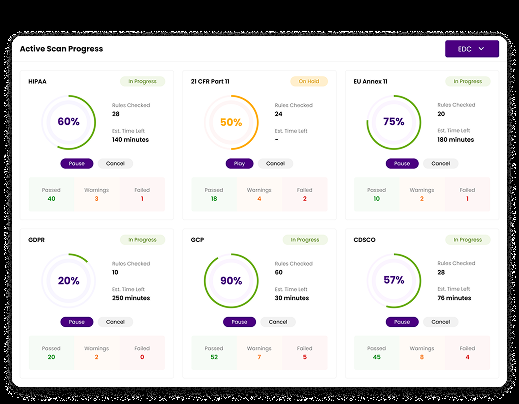 Active Scan Progress
EDC
HIPAA
In Progress
60%
Rules Checked
28
Est. Time Left
140 minutes
Pause
Cancel
Passed
40
Warnings
3
Failed
1
21 CFR Part 11
On Hold
50%
Rules Checked
24
Est. Time Left
-
Play
Cancel
Passed
18
Warnings
4
Failed
2
EU Annex 11
In Progress
75%
Rules Checked
20
Est. Time Left
180 minutes
Pause
Cancel
Passed
10
Warnings
2
Failed
1
GDPR
In Progress
20%
Rules Checked
10
Est. Time Left
250 minutes
Pause
Cancel
Passed
20
Warnings
2
Failed
0
GCP
In Progress
90%
Rules Checked
60
Est. Time Left
30 minutes
Pause
Cancel
Passed
52
Warnings
7
Failed
5
CDSCO
In Progress
57%
Rules Checked
28
Est. Time Left
76 minutes
Pause
Cancel
Passed
45
Warnings
8
Failed
4